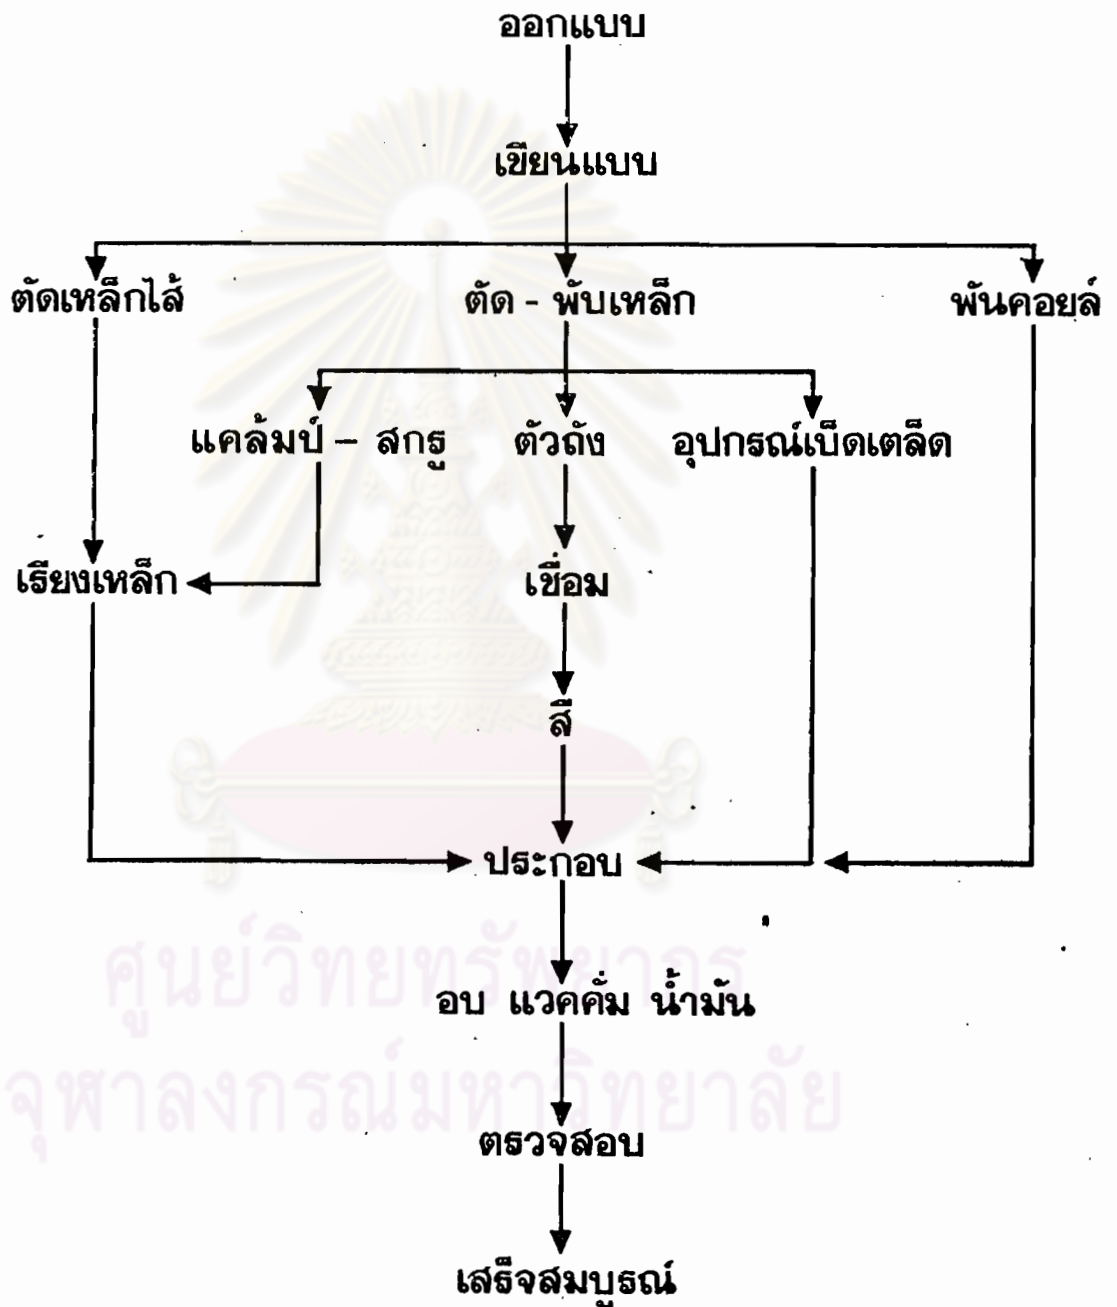 ออกแบบ
เขียนแบบ
ตัดเหล็กไส้ ตัด - พับเหล็ก พันคอยล์
แคล้มป์ - สกรู ตัวถัง อุปกรณ์เบ็ดเตล็ด
เรียงเหล็ก เชื่อม
สี
ประกอบ
ศูนย์วิทยทรัพยากร
อบ แวคคั่ม น้ำมัน
จุฬาลงกรณ์มหาวิทยาลัย
ตรวจสอบ
เสร็จสมบูรณ์